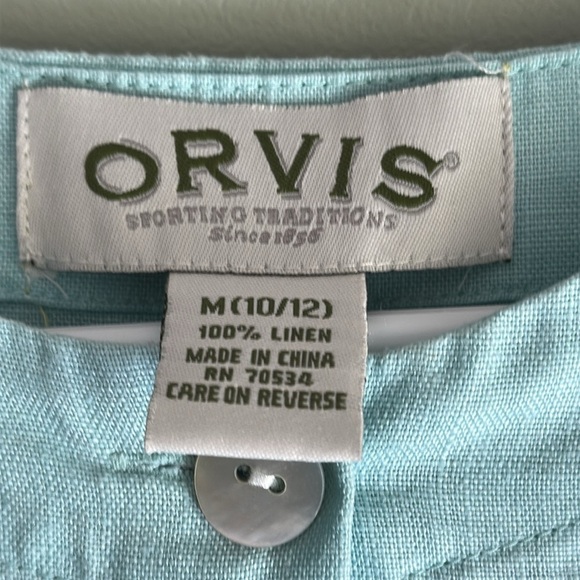 ORVIS®
SPORTING TRADITIONS
Since 1856
M (10/12)
100% LINEN
MADE IN CHINA
RN 70534
CARE ON REVERSE